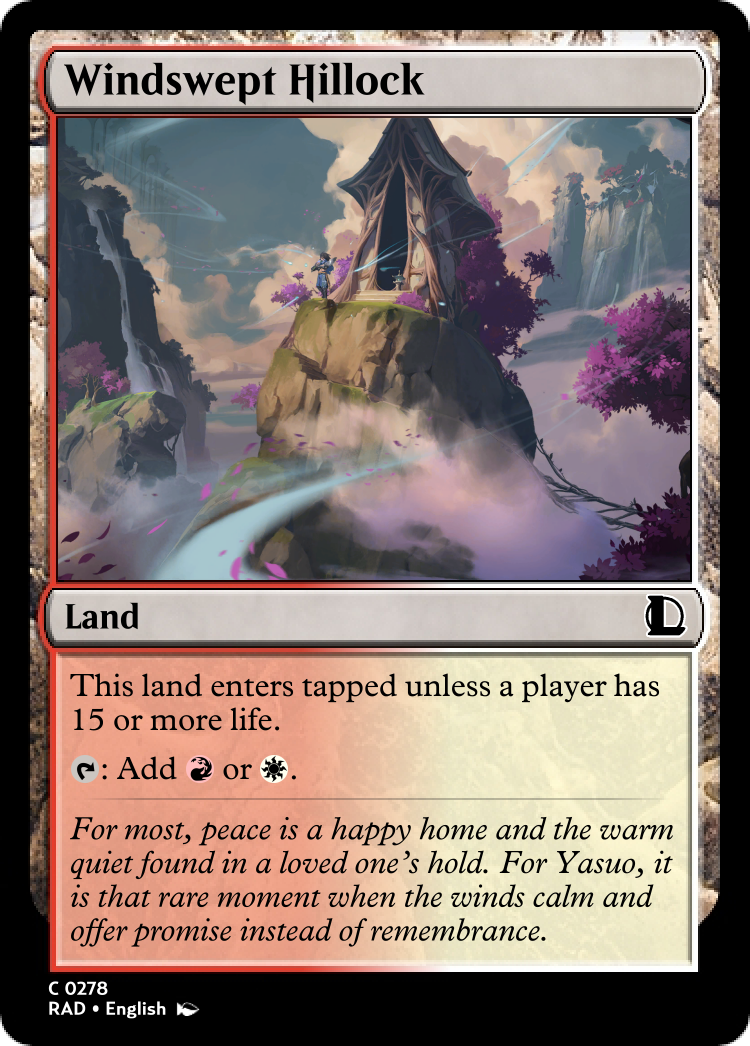 Windswept Hillock
Land
This land enters tapped unless a player has
15 or more life.
: Add or .
For most, peace is a happy home and the warm
quiet found in a loved one's hold. For Yasuo, it
is that rare moment when the winds calm and
offer promise instead of remembrance.
C 0278
RAD • English